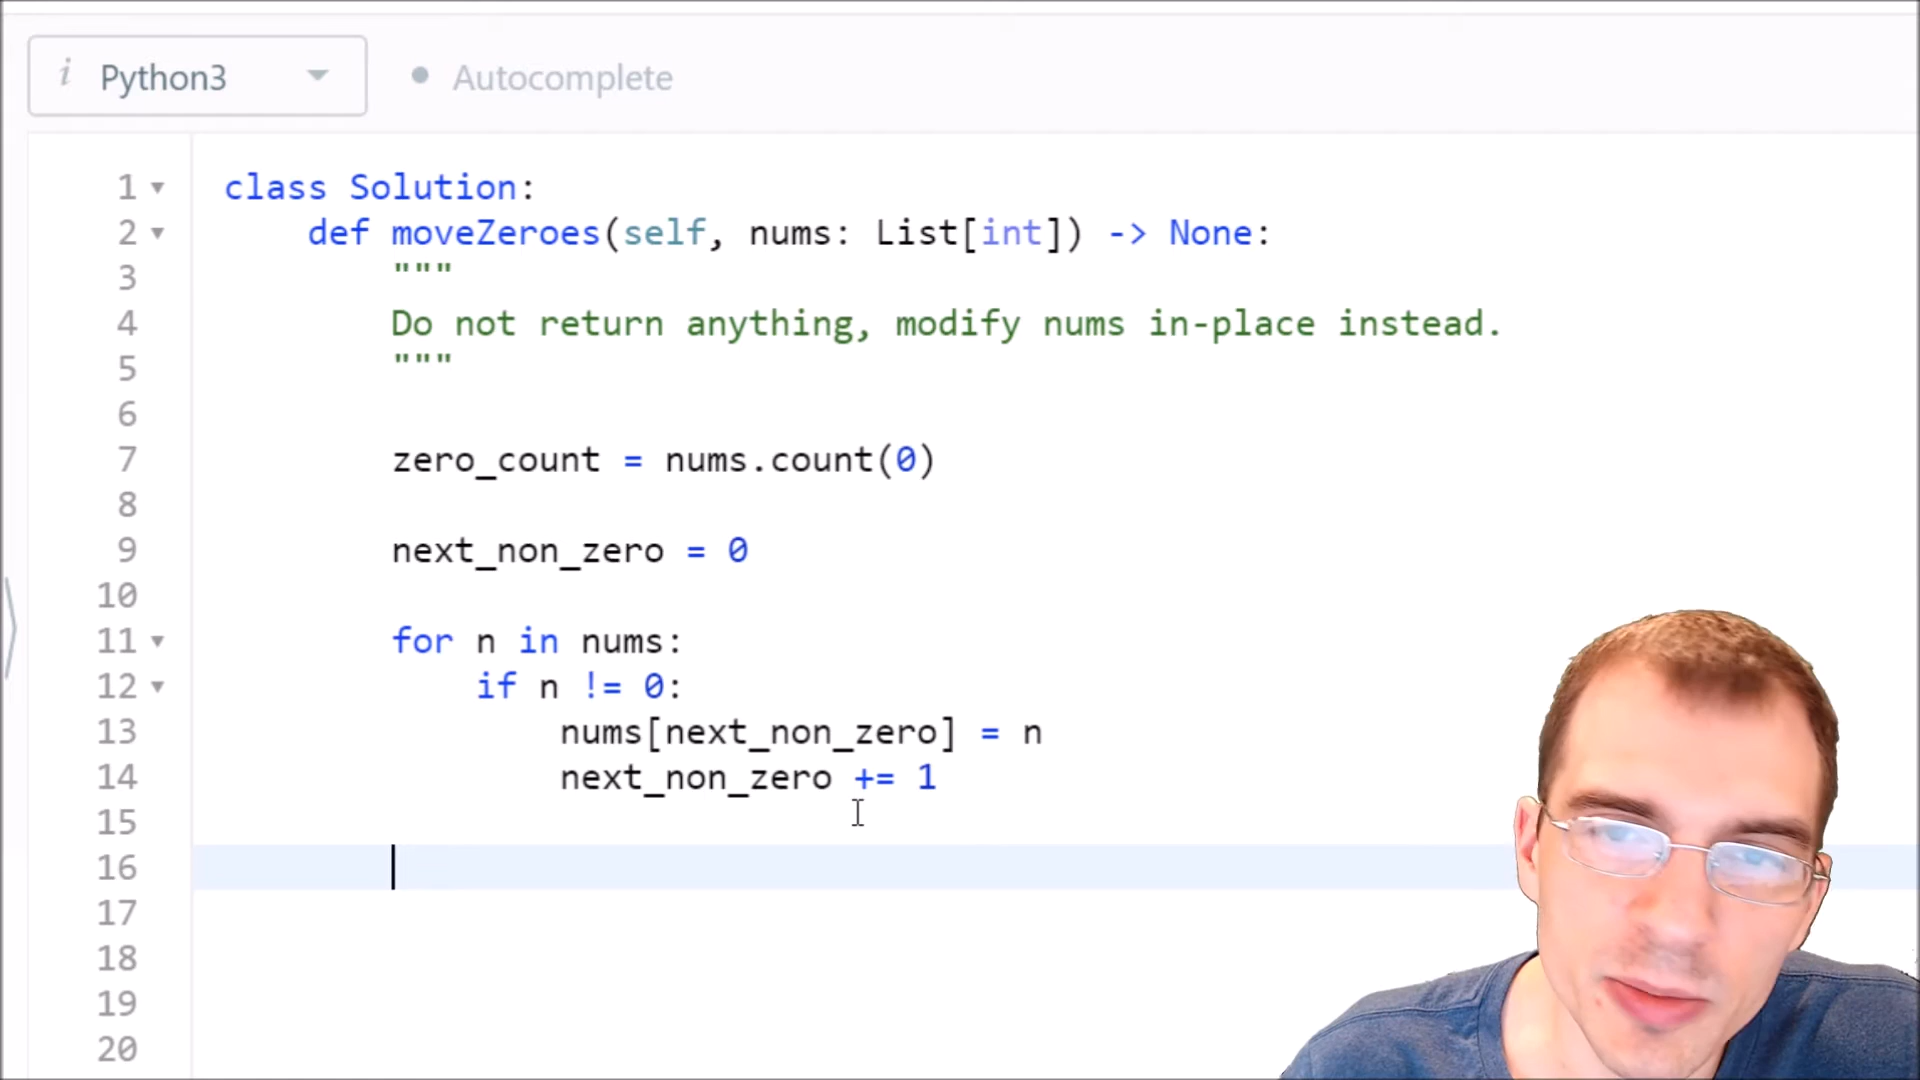 i Python3 Autocomplete
1 class Solution:
2 def moveZeroes(self, nums: List[int]) -> None:
3 """
4 Do not return anything, modify nums in-place instead.
5 """
6
7 zero_count = nums.count(0)
8
9 next_non_zero = 0
10
11 for n in nums:
12 if n != 0:
13 nums[next_non_zero] = n
14 next_non_zero += 1
15
16
17
18
19
20